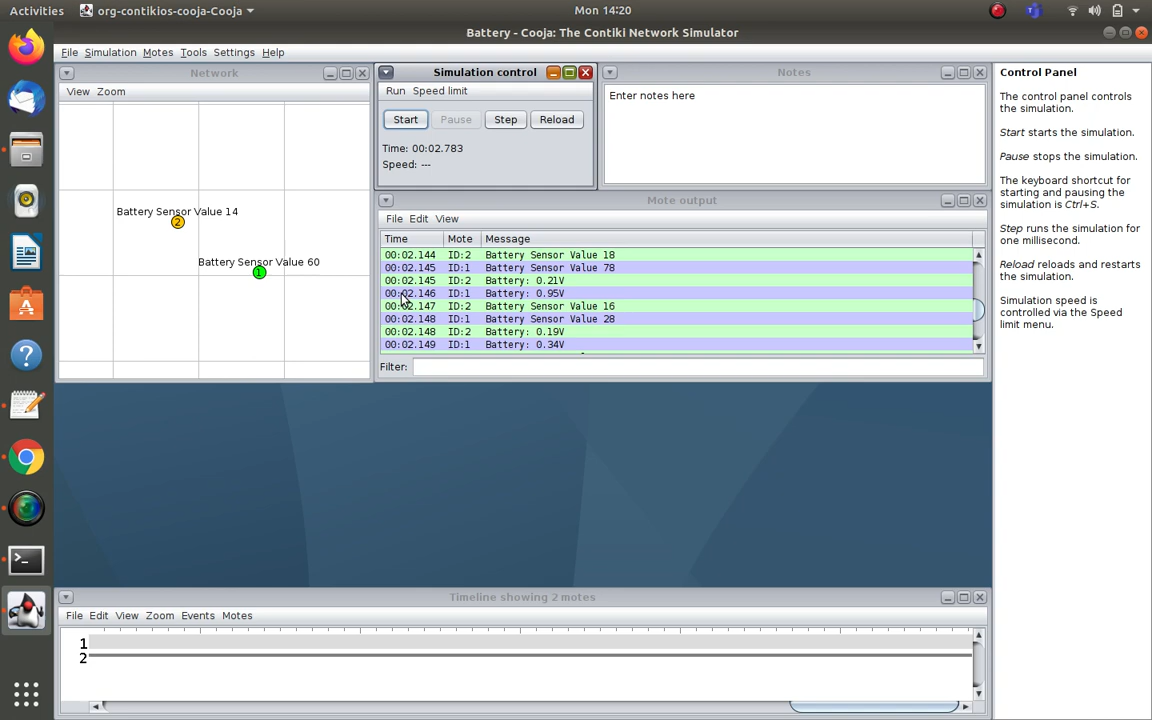 Activities
org-contikios-cooja-Cooja
Mon 14:20
Battery - Cooja: The Contiki Network Simulator
File Simulation Motes Tools Settings Help
Network
View Zoom
Battery Sensor Value 14
2
Battery Sensor Value 60
1
Simulation control
Run Speed limit
Start Pause Step Reload
Time: 00:02.783
Speed: ---
Notes
Enter notes here
Mote output
File Edit View
Time Mote Message
00:02.144 ID:2 Battery Sensor Value 18
00:02.145 ID:1 Battery Sensor Value 78
00:02.145 ID:2 Battery: 0.21V
00:02.146 ID:1 Battery: 0.95V
00:02.147 ID:2 Battery Sensor Value 16
00:02.148 ID:1 Battery Sensor Value 28
00:02.148 ID:2 Battery: 0.19V
00:02.149 ID:1 Battery: 0.34V
Filter:
Control Panel
The control panel controls
the simulation.
Start starts the simulation.
Pause stops the simulation.
The keyboard shortcut for
starting and pausing the
simulation is Ctrl+S.
Step runs the simulation for
one millisecond.
Reload reloads and restarts
the simulation.
Simulation speed is
controlled via the Speed
limit menu.
Timeline showing 2 motes
File Edit View Zoom Events Motes
1
2